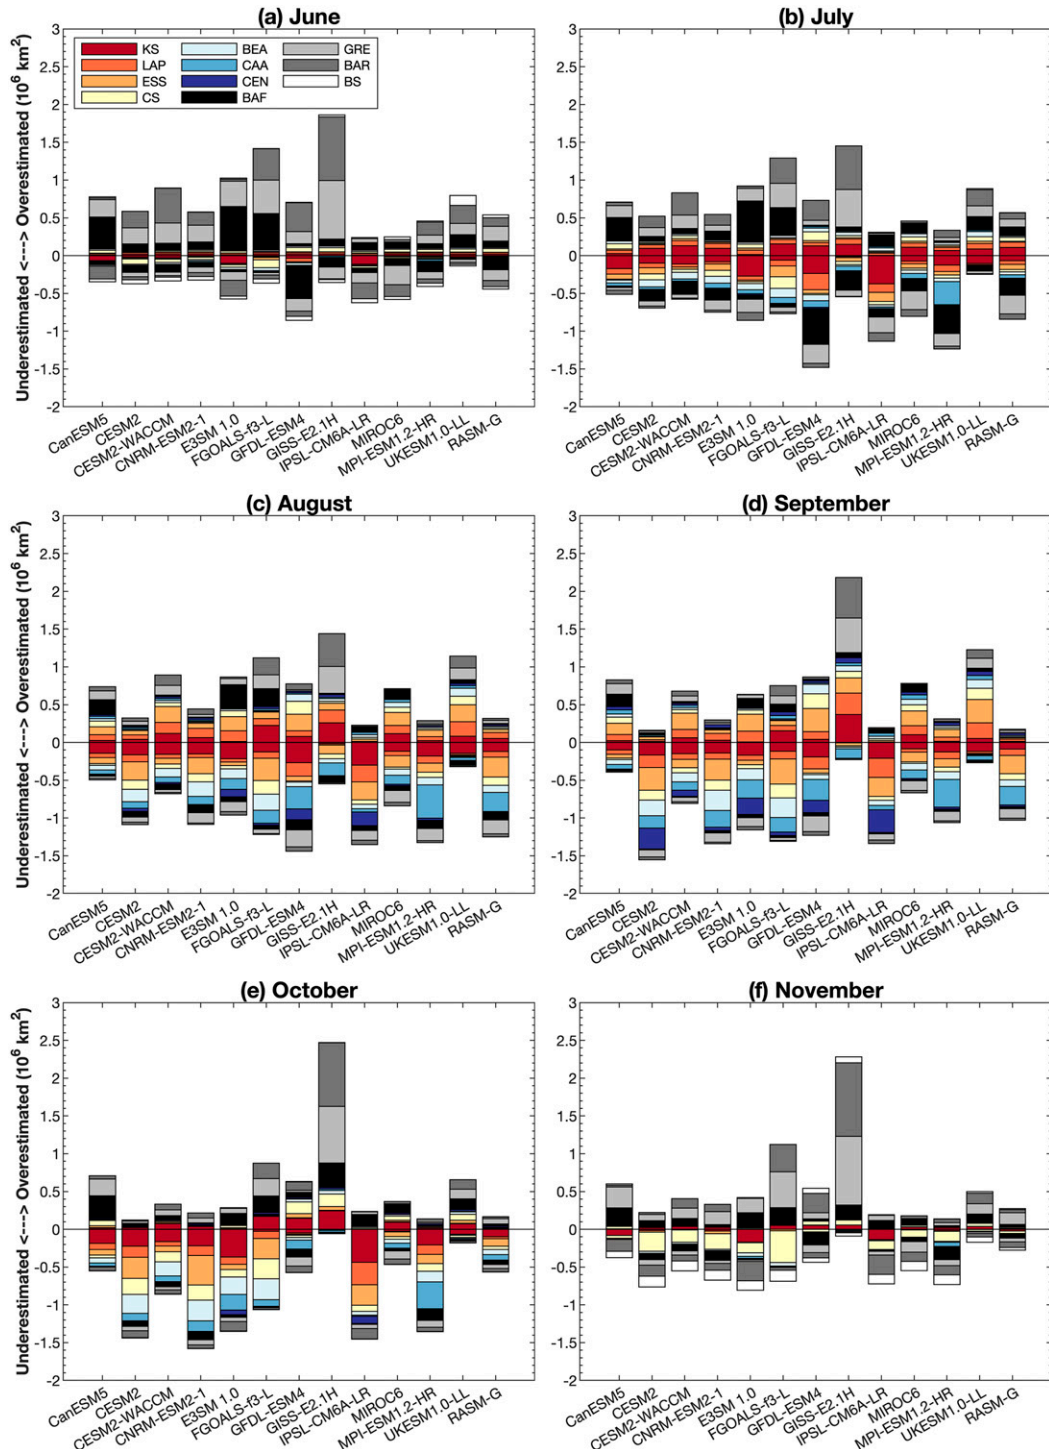 (a) June
Underestimated <----> Overestimated (10⁶ km²)
3
2.5
2
1.5
1
0.5
0
-0.5
-1
-1.5
-2
KS
LAP
ESS
CS
BEA
CAA
CEN
BAF
GRE
BAR
BS
CanESM5
CESM2
CESM2-WACCM
CNRM-ESM2-1
E3SM 1.0
FGOALS-f3-L
GFDL-ESM4
GISS-E2.1H
IPSL-CM6A-LR
MIROC6
MPI-ESM1.2-HR
UKESM1.0-LL
RASM-G
(b) July
3
2.5
2
1.5
1
0.5
0
-0.5
-1
-1.5
-2
CanESM5
CESM2
CESM2-WACCM
CNRM-ESM2-1
E3SM 1.0
FGOALS-f3-L
GFDL-ESM4
GISS-E2.1H
IPSL-CM6A-LR
MIROC6
MPI-ESM1.2-HR
UKESM1.0-LL
RASM-G
(c) August
Underestimated <----> Overestimated (10⁶ km²)
3
2.5
2
1.5
1
0.5
0
-0.5
-1
-1.5
-2
CanESM5
CESM2
CESM2-WACCM
CNRM-ESM2-1
E3SM 1.0
FGOALS-f3-L
GFDL-ESM4
GISS-E2.1H
IPSL-CM6A-LR
MIROC6
MPI-ESM1.2-HR
UKESM1.0-LL
RASM-G
(d) September
3
2.5
2
1.5
1
0.5
0
-0.5
-1
-1.5
-2
CanESM5
CESM2
CESM2-WACCM
CNRM-ESM2-1
E3SM 1.0
FGOALS-f3-L
GFDL-ESM4
GISS-E2.1H
IPSL-CM6A-LR
MIROC6
MPI-ESM1.2-HR
UKESM1.0-LL
RASM-G
(e) October
Underestimated <----> Overestimated (10⁶ km²)
3
2.5
2
1.5
1
0.5
0
-0.5
-1
-1.5
-2
CanESM5
CESM2
CESM2-WACCM
CNRM-ESM2-1
E3SM 1.0
FGOALS-f3-L
GFDL-ESM4
GISS-E2.1H
IPSL-CM6A-LR
MIROC6
MPI-ESM1.2-HR
UKESM1.0-LL
RASM-G
(f) November
3
2.5
2
1.5
1
0.5
0
-0.5
-1
-1.5
-2
CanESM5
CESM2
CESM2-WACCM
CNRM-ESM2-1
E3SM 1.0
FGOALS-f3-L
GFDL-ESM4
GISS-E2.1H
IPSL-CM6A-LR
MIROC6
MPI-ESM1.2-HR
UKESM1.0-LL
RASM-G